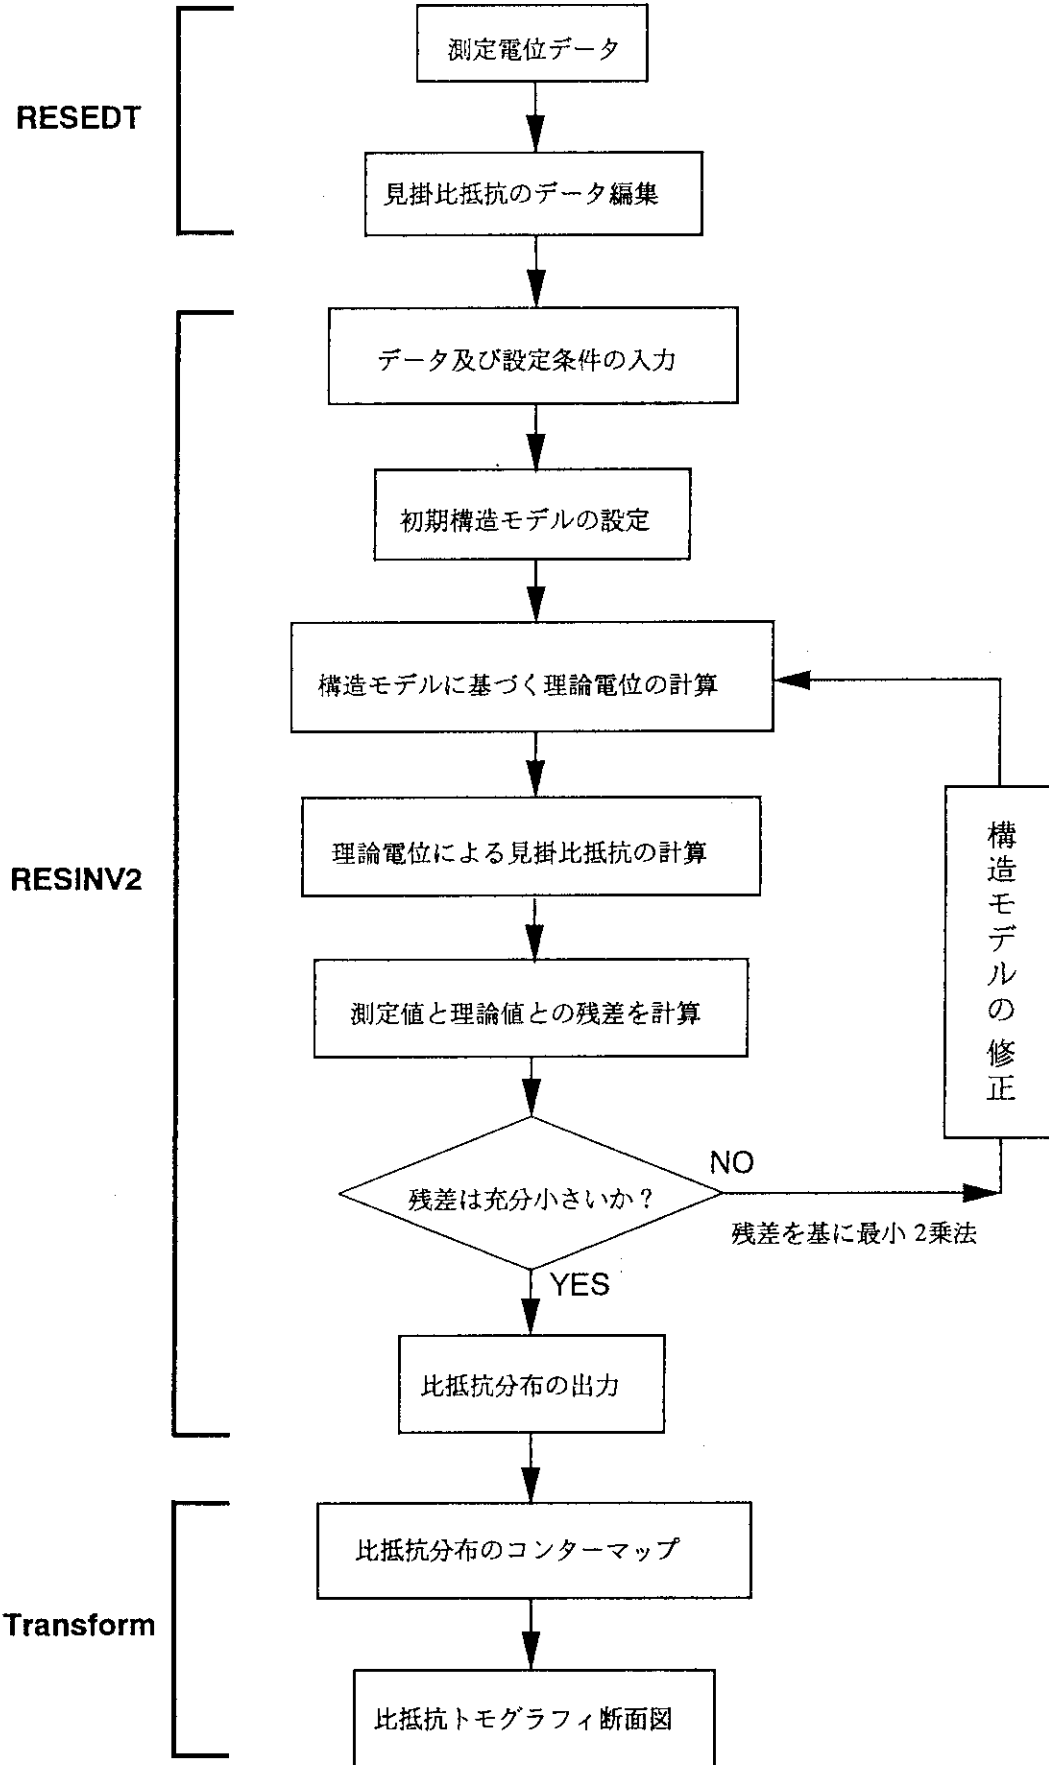 測定電位データ
RESEDT
見掛比抵抗のデータ編集
データ及び設定条件の入力
初期構造モデルの設定
構造モデルに基づく理論電位の計算
理論電位による見掛比抵抗の計算
RESINV2
構造モデルの修正
測定値と理論値との残差を計算
残差は充分小さいか？
NO
残差を基に最小2乗法
YES
比抵抗分布の出力
比抵抗分布のコンターマップ
Transform
比抵抗トモグラフィ断面図